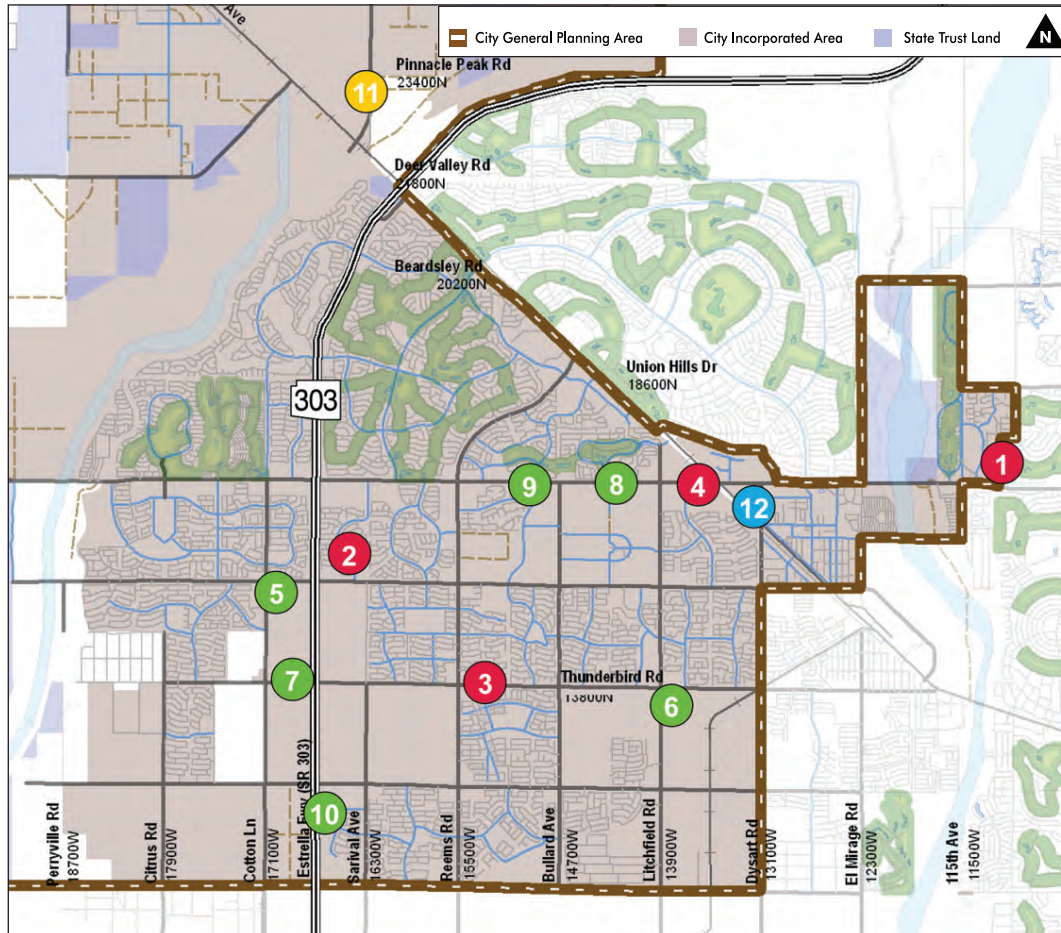 City General Planning Area
City Incorporated Area
State Trust Land
N
Ave
Pinnacle Peak Rd
23400N
11
Deer Valley Rd
21800N
Beardsley Rd
20200N
Union Hills Dr
18600N
303
1
9
8
4
12
2
5
7
3
Thunderbird Rd
13800N
6
10
Perryville Rd
18700W
Citrus Rd
17900W
Cotton Ln
17100W
Estrella Fwy (SR 303)
Sarival Ave
16300W
Reems Rd
15500W
Bullard Ave
14700W
Litchfield Rd
13900W
Dysart Rd
13100W
El Mirage Rd
12300W
115th Ave
11500W